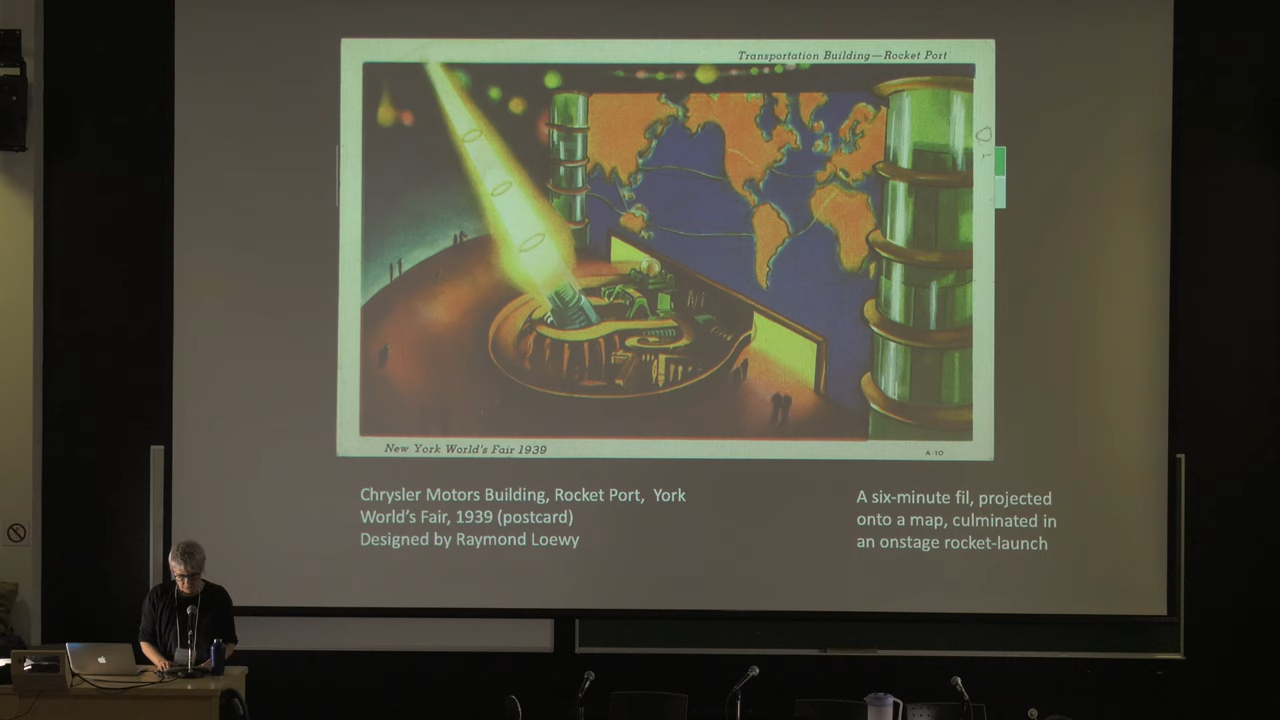 Transportation Building—Rocket Port
New York World's Fair 1939
A-10
Chrysler Motors Building, Rocket Port, York
World's Fair, 1939 (postcard)
Designed by Raymond Loewy
A six-minute fil, projected
onto a map, culminated in
an onstage rocket-launch